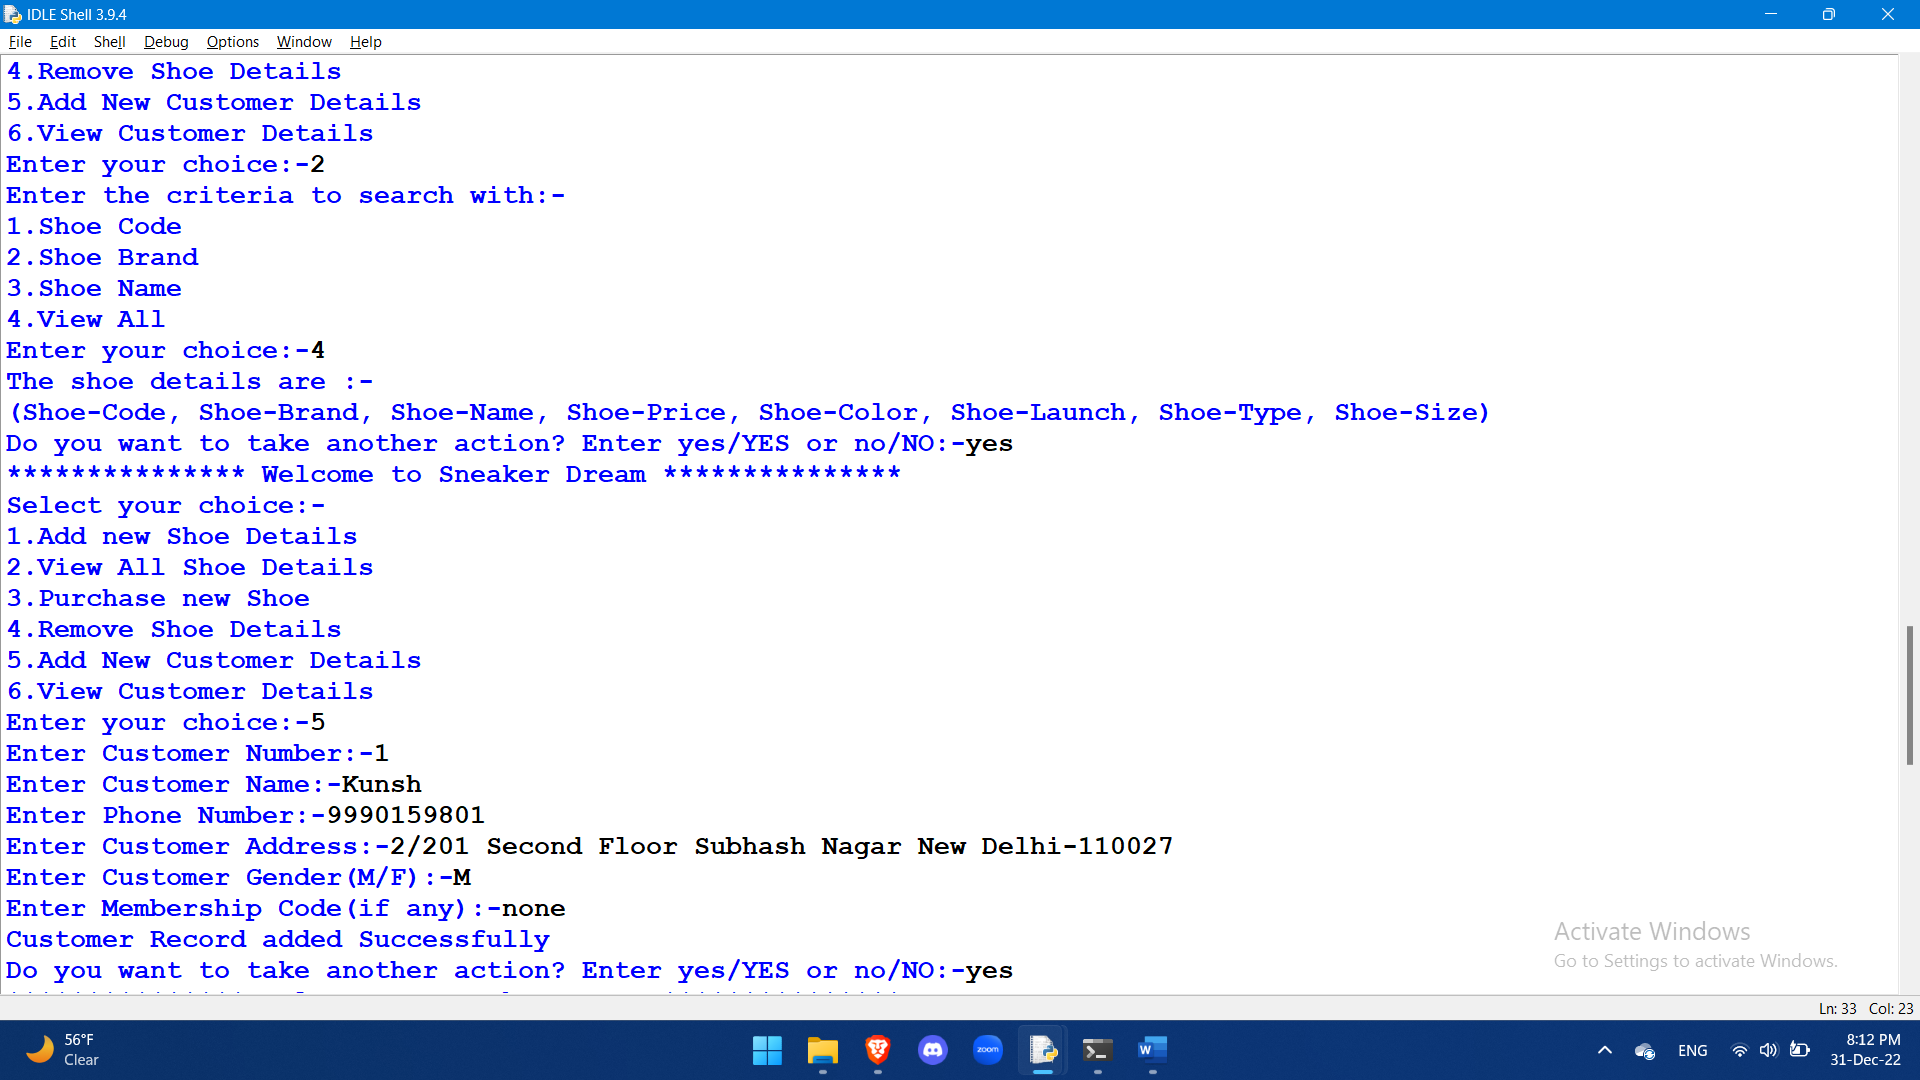 IDLE Shell 3.9.4
File Edit Shell Debug Options Window Help
4.Remove Shoe Details
5.Add New Customer Details
6.View Customer Details
Enter your choice:-2
Enter the criteria to search with:-
1.Shoe Code
2.Shoe Brand
3.Shoe Name
4.View All
Enter your choice:-4
The shoe details are :-
(Shoe-Code, Shoe-Brand, Shoe-Name, Shoe-Price, Shoe-Color, Shoe-Launch, Shoe-Type, Shoe-Size)
Do you want to take another action? Enter yes/YES or no/NO:-yes
*************** Welcome to Sneaker Dream ***************
Select your choice:-
1.Add new Shoe Details
2.View All Shoe Details
3.Purchase new Shoe
4.Remove Shoe Details
5.Add New Customer Details
6.View Customer Details
Enter your choice:-5
Enter Customer Number:-1
Enter Customer Name:-Kunsh
Enter Phone Number:-9990159801
Enter Customer Address:-2/201 Second Floor Subhash Nagar New Delhi-110027
Enter Customer Gender(M/F):-M
Enter Membership Code(if any):-none
Customer Record added Successfully
Do you want to take another action? Enter yes/YES or no/NO:-yes
Activate Windows
Go to Settings to activate Windows.
Ln: 33 Col: 23
56°F
Clear
zoom
W
ENG
8:12 PM
31-Dec-22